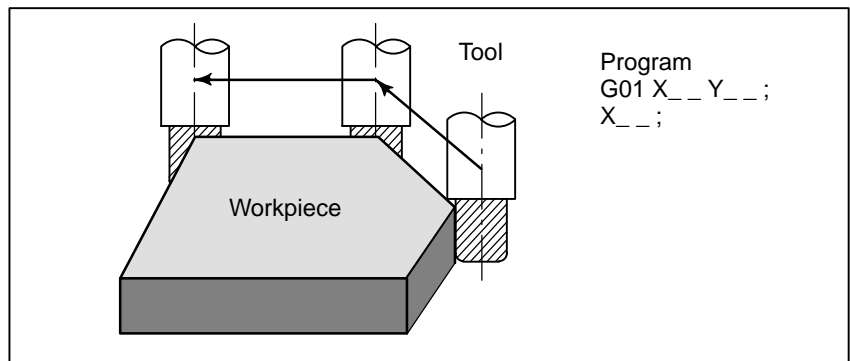 Tool
Program
G01 X_ _ Y_ _ ;
X_ _ ;
Workpiece